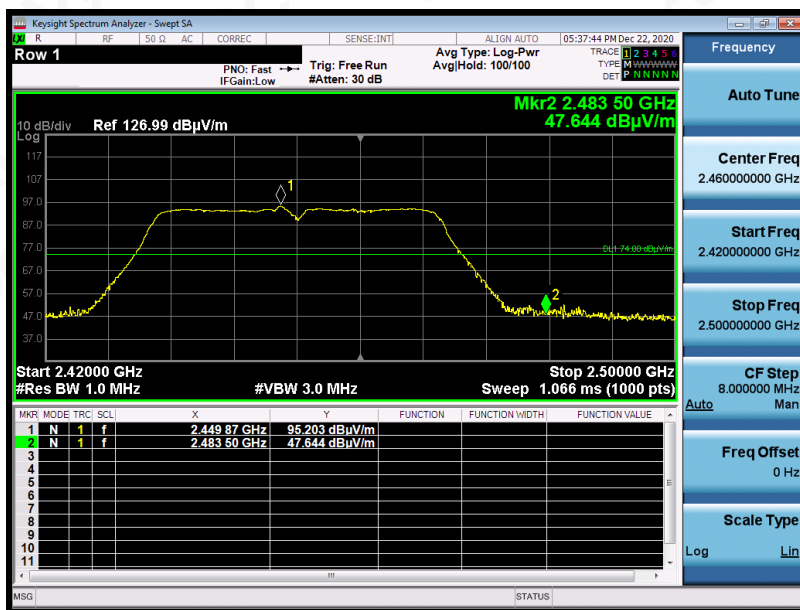 Keysight Spectrum Analyzer - Swept SA
LXI R RF 50 Ω AC CORREC SENSE:INT ALIGN AUTO 05:37:44 PM Dec 22, 2020
Row 1
PNO: Fast
IFGain:Low
Trig: Free Run
#Atten: 30 dB
Avg Type: Log-Pwr
Avg|Hold: 100/100
TRACE 1 2 3 4 5 6
TYPE M W W W W W
DET P N N N N N
Mkr2 2.483 50 GHz
47.644 dBµV/m
10 dB/div Ref 126.99 dBµV/m
Log
117
107
97.0
87.0
77.0
67.0
57.0
47.0
37.0
1
DL1 74.00 dBµV/m
2
Start 2.42000 GHz Stop 2.50000 GHz
#Res BW 1.0 MHz #VBW 3.0 MHz Sweep 1.066 ms (1000 pts)
MKR MODE TRC SCL X Y FUNCTION FUNCTION WIDTH FUNCTION VALUE
1 N 1 f 2.449 87 GHz 95.203 dBµV/m
2 N 1 f 2.483 50 GHz 47.644 dBµV/m
3
4
5
6
7
8
9
10
11
MSG STATUS
Frequency
Auto Tune
Center Freq
2.460000000 GHz
Start Freq
2.420000000 GHz
Stop Freq
2.500000000 GHz
CF Step
8.000000 MHz
Auto Man
Freq Offset
0 Hz
Scale Type
Log Lin